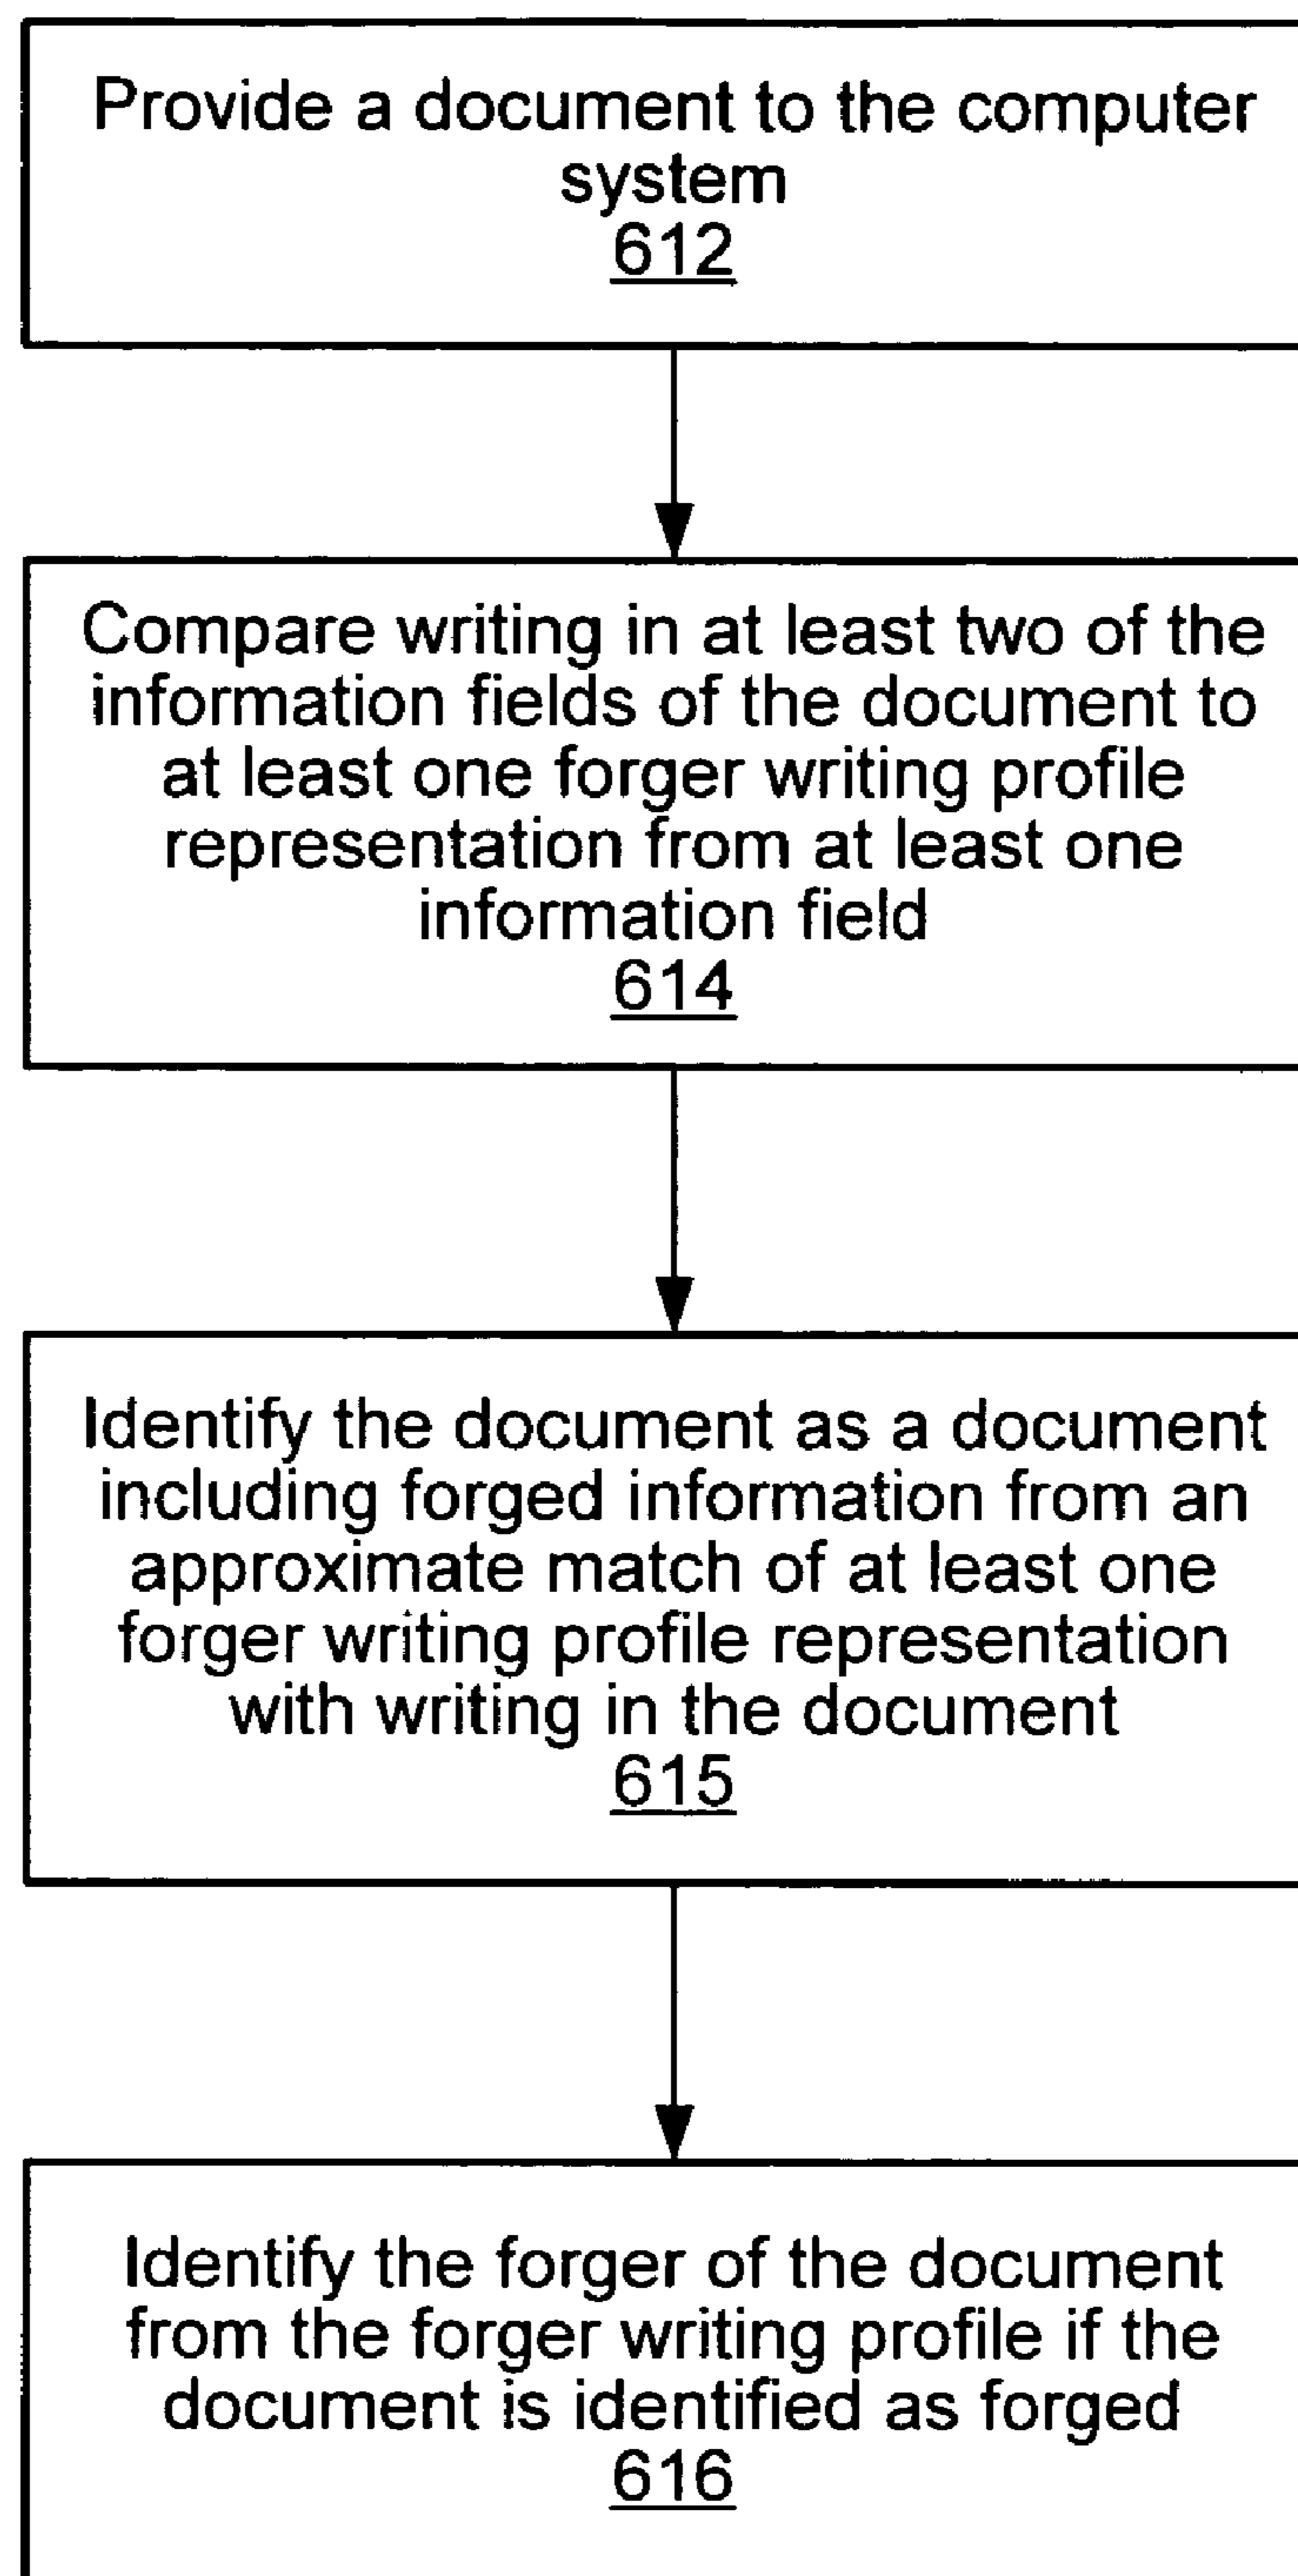 Provide a document to the computer
system
612
Compare writing in at least two of the
information fields of the document to
at least one forger writing profile
representation from at least one
information field
614
Identify the document as a document
including forged information from an
approximate match of at least one
forger writing profile representation
with writing in the document
615
Identify the forger of the document
from the forger writing profile if the
document is identified as forged
616